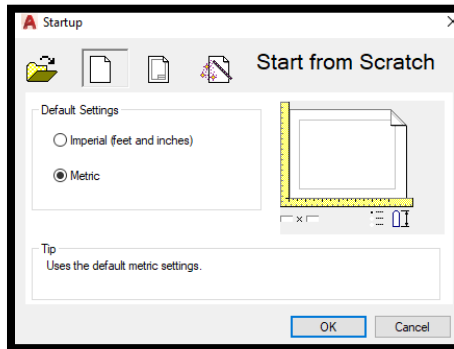 Startup
Start from Scratch
Default Settings
Imperial (feet and inches)
Metric
Tip
Uses the default metric settings.
OK
Cancel